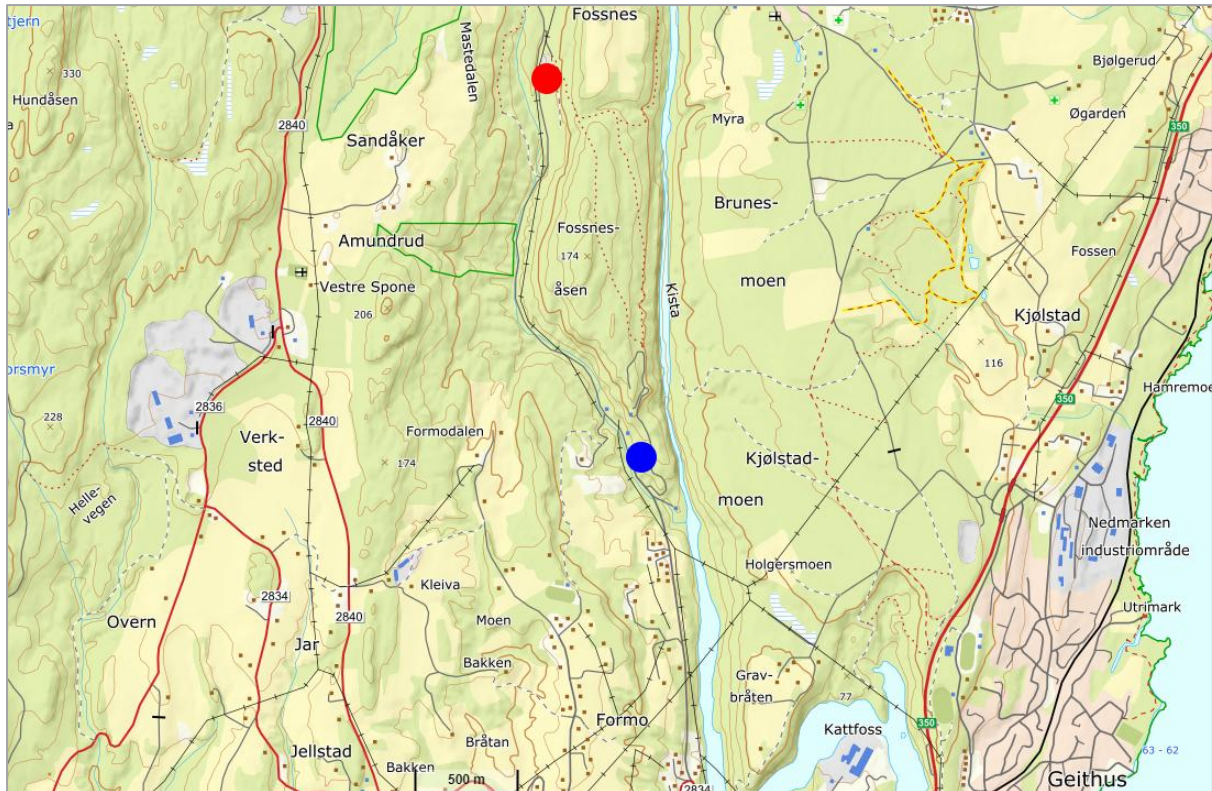 tjern
Fossnes
Mastedalen
330
Hundåsen
Bjølgerud
Myra
Øgarden
2840
350
Sandåker
Brunes-
moen
Fossnes-
174
åsen
Amundrud
Fossen
Vestre Spone
206
Kista
Kjølstad
116
orsmyr
Hamremoe
2836
350
228
2840
Formodalen
Verk-
sted
174
Kjølstad-
moen
Helle-
vegen
Nedmarken
industriområde
Holgersmoen
Kleiva
2834
Utrimark
Overn
2840
Moen
Jar
Bakken
Grav-
bråten
77
Formo
350
Kattfoss
Bråtan
Jellstad
63 - 62
Bakken
500 m
2834
Geithus